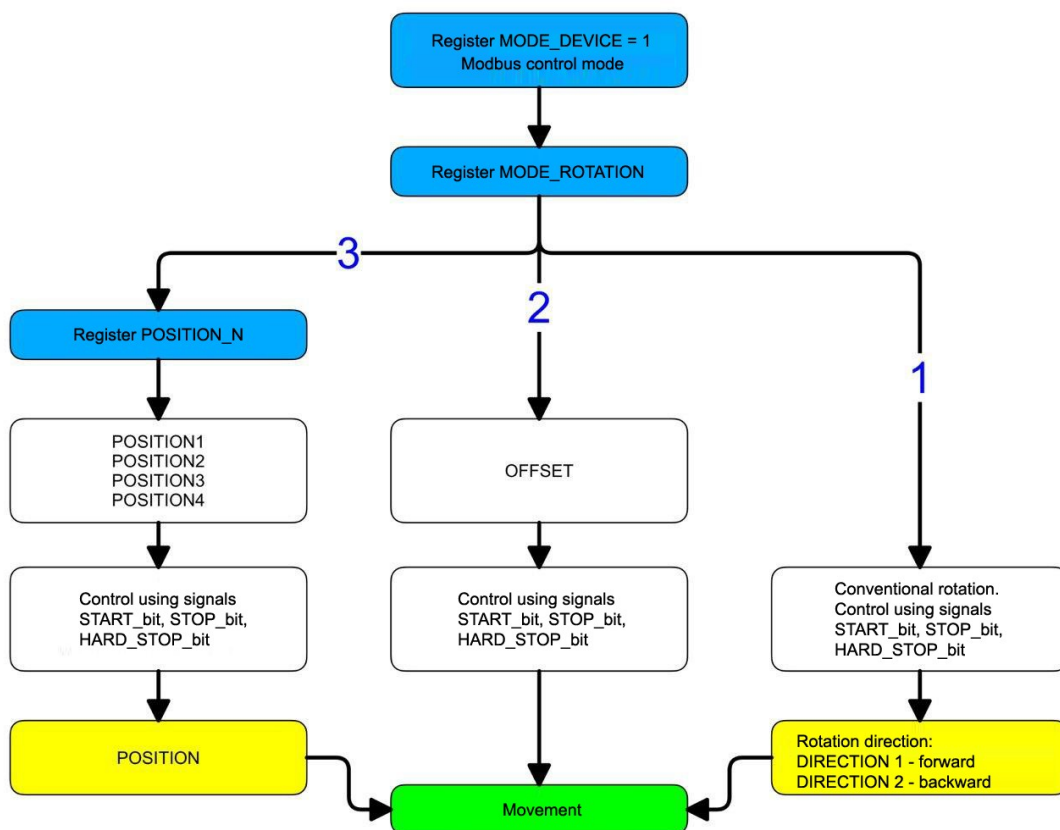 Register MODE_DEVICE = 1
Modbus control mode
Register MODE_ROTATION
3
2
1
Register POSITION_N
POSITION1
POSITION2
POSITION3
POSITION4
OFFSET
Control using signals
START_bit, STOP_bit,
HARD_STOP_bit
Control using signals
START_bit, STOP_bit,
HARD_STOP_bit
Conventional rotation.
Control using signals
START_bit, STOP_bit,
HARD_STOP_bit
POSITION
Rotation direction:
DIRECTION 1 - forward
DIRECTION 2 - backward
Movement